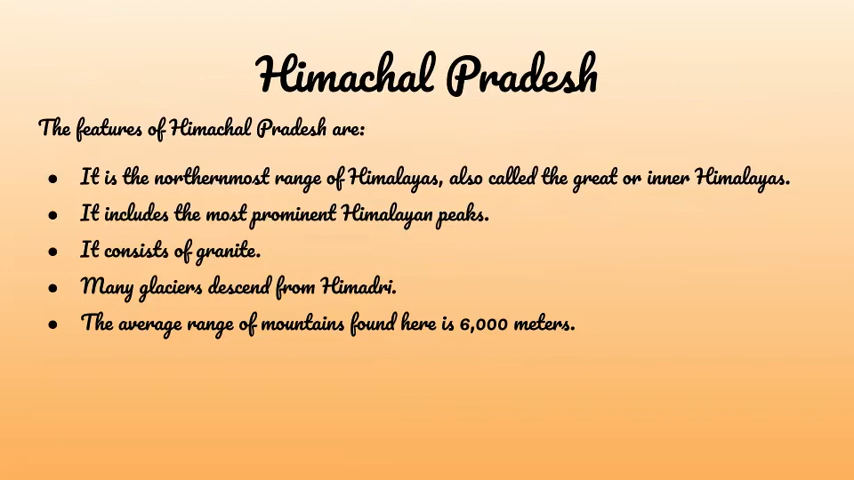 Himachal Pradesh
The features of Himachal Pradesh are:
● It is the northernmost range of Himalayas, also called the great or inner Himalayas.
● It includes the most prominent Himalayan peaks.
● It consists of granite.
● Many glaciers descend from Himadri.
● The average range of mountains found here is 6,000 meters.